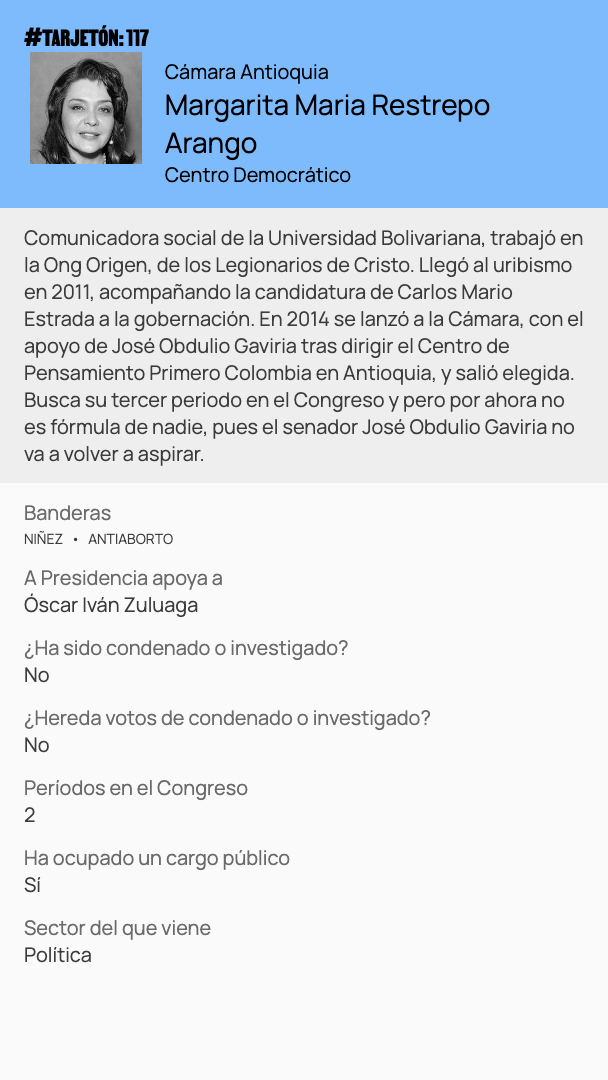 #TARJETÓN: 117
Cámara Antioquia
Margarita Maria Restrepo
Arango
Centro Democrático
Comunicadora social de la Universidad Bolivariana, trabajó en
la Ong Origen, de los Legionarios de Cristo. Llegó al uribismo
en 2011, acompañando la candidatura de Carlos Mario
Estrada a la gobernación. En 2014 se lanzó a la Cámara, con el
apoyo de José Obdulio Gaviria tras dirigir el Centro de
Pensamiento Primero Colombia en Antioquia, y salió elegida.
Busca su tercer periodo en el Congreso y pero por ahora no
es fórmula de nadie, pues el senador José Obdulio Gaviria no
va a volver a aspirar.
Banderas
NIÑEZ • ANTIABORTO
A Presidencia apoya a
Óscar Iván Zuluaga
¿Ha sido condenado o investigado?
No
¿Hereda votos de condenado o investigado?
No
Períodos en el Congreso
2
Ha ocupado un cargo público
Sí
Sector del que viene
Política